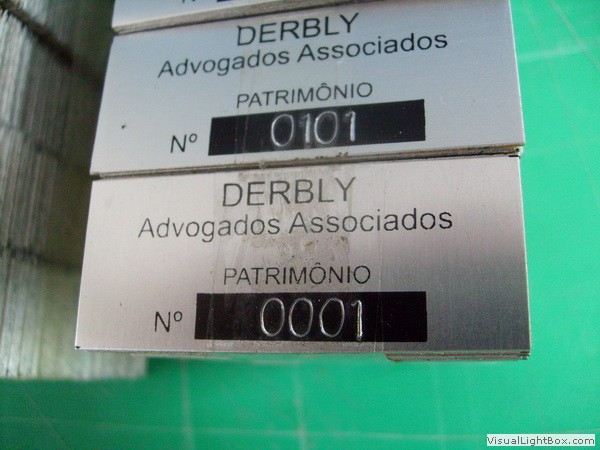 DERBLY
Advogados Associados
PATRIMÔNIO
Nº 0101
DERBLY
Advogados Associados
PATRIMÔNIO
Nº 0001
VisualLightBox.com